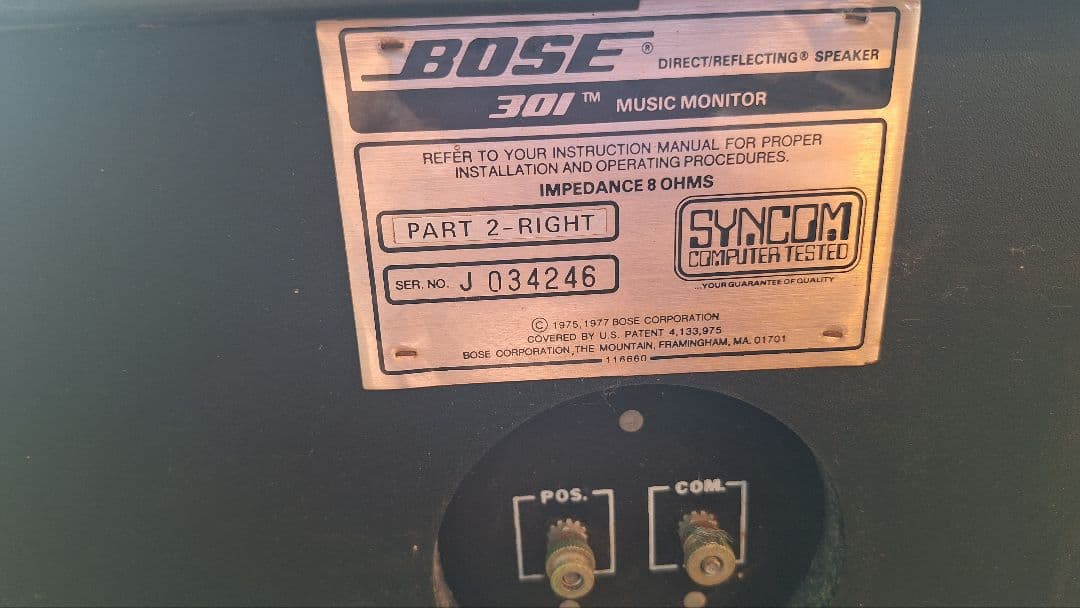 BOSE® DIRECT/REFLECTING® SPEAKER
301™ MUSIC MONITOR
REFER TO YOUR INSTRUCTION MANUAL FOR PROPER
INSTALLATION AND OPERATING PROCEDURES.
IMPEDANCE 8 OHMS
PART 2-RIGHT
SER. NO. J 034246
SYNCOM
COMPUTER TESTED
...YOUR GUARANTEE OF QUALITY
© 1975, 1977 BOSE CORPORATION
COVERED BY U.S. PATENT 4,133,975
BOSE CORPORATION, THE MOUNTAIN, FRAMINGHAM, MA. 01701
116660
POS.
COM.